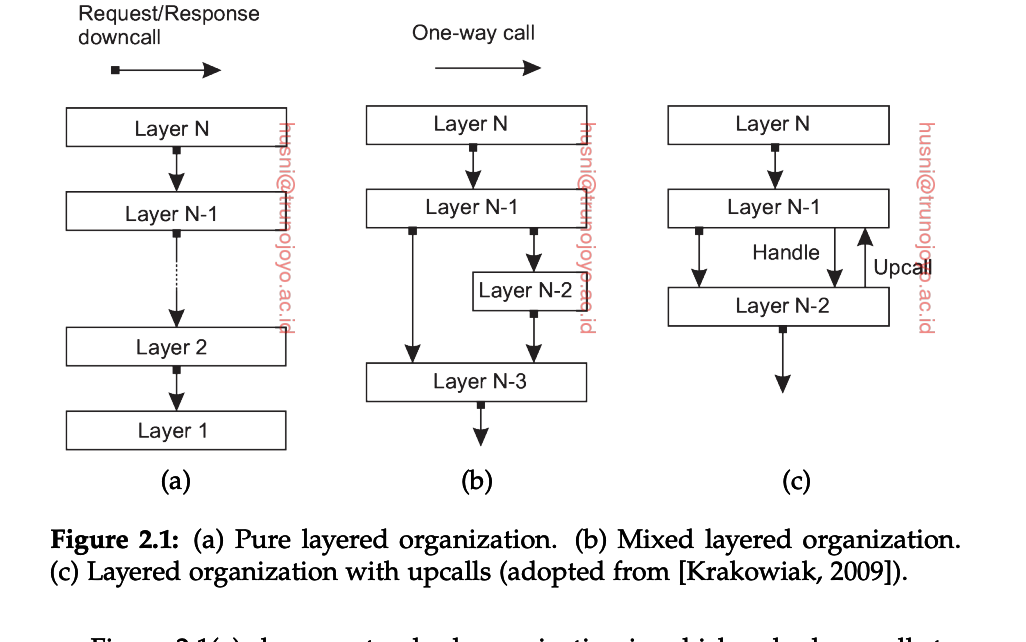 Request/Response
downcall
One-way call
Layer N
Layer N-1
Layer 2
Layer 1
(a)
Layer N
Layer N-1
Layer N-2
Layer N-3
(b)
Layer N
Layer N-1
Handle
Upcall
Layer N-2
(c)
husni@trunojoyo.ac.id
husni@trunojoyo.ac.id
husni@trunojoyo.ac.id
Figure 2.1: (a) Pure layered organization. (b) Mixed layered organization.
(c) Layered organization with upcalls (adopted from [Krakowiak, 2009]).